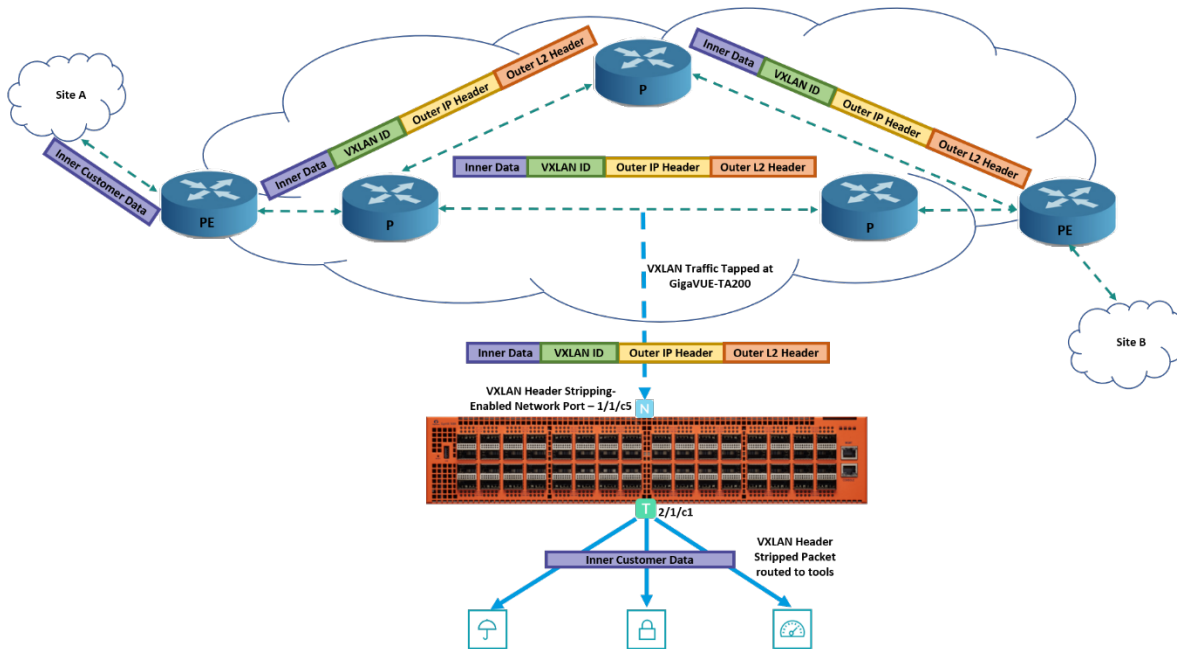 Inner Data VXLAN ID Outer IP Header Outer L2 Header
Inner Data VXLAN ID Outer IP Header Outer L2 Header
P
Site A
Inner Customer Data
Inner Data VXLAN ID Outer IP Header Outer L2 Header
PE
P
P
PE
VXLAN Traffic Tapped at
GigaVUE-TA200
Site B
Inner Data VXLAN ID Outer IP Header Outer L2 Header
VXLAN Header Stripping-
Enabled Network Port – 1/1/c5
N
T
2/1/c1
Inner Customer Data
VXLAN Header
Stripped Packet
routed to tools